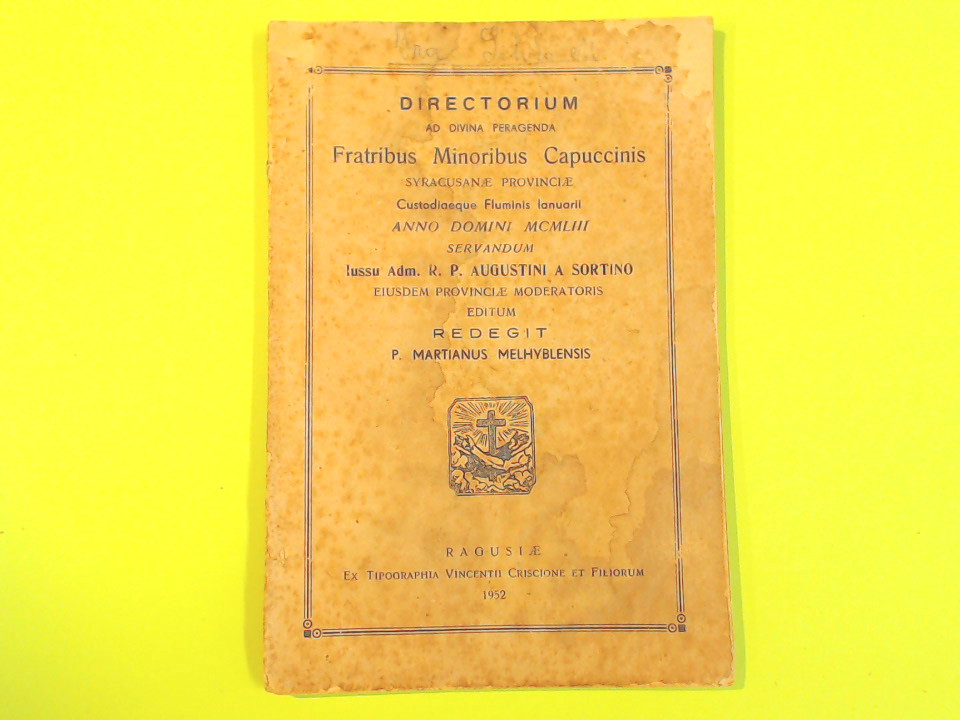 DIRECTORIUM
AD DIVINA PERAGENDA
Fratribus Minoribus Capuccinis
SYRACUSANÆ PROVINCIÆ
Custodiaeque Fluminis Ianuarii
ANNO DOMINI MCMLIII
SERVANDUM
Iussu Adm. R. P. AUGUSTINI A SORTINO
EIUSDEM PROVINCIÆ MODERATORIS
EDITUM
REDEGIT
P. MARTIANUS MELHYBLENSIS
RAGUSIÆ
EX TIPOGRAPHIA VINCENTII CRISCIONE ET FILIORUM
1952